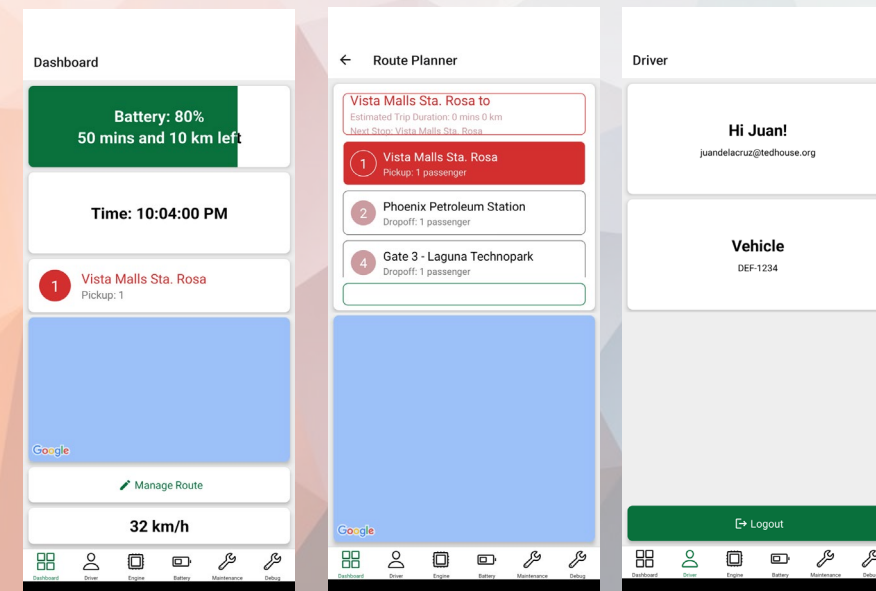 Dashboard
Battery: 80%
50 mins and 10 km left
Time: 10:04:00 PM
1
Vista Malls Sta. Rosa
Pickup: 1
Google
Manage Route
32 km/h
Dashboard
Driver
Engine
Battery
Maintenance
Debug
Route Planner
Vista Malls Sta. Rosa to
Estimated Trip Duration: 0 mins 0 km
Next Stop: Vista Malls Sta. Rosa
1
Vista Malls Sta. Rosa
Pickup: 1 passenger
2
Phoenix Petroleum Station
Dropoff: 1 passenger
4
Gate 3 - Laguna Technopark
Dropoff: 1 passenger
Google
Dashboard
Driver
Engine
Battery
Maintenance
Debug
Driver
Hi Juan!
juandelacruz@tedhouse.org
Vehicle
DEF-1234
Logout
Dashboard
Driver
Engine
Battery
Maintenance
Debug